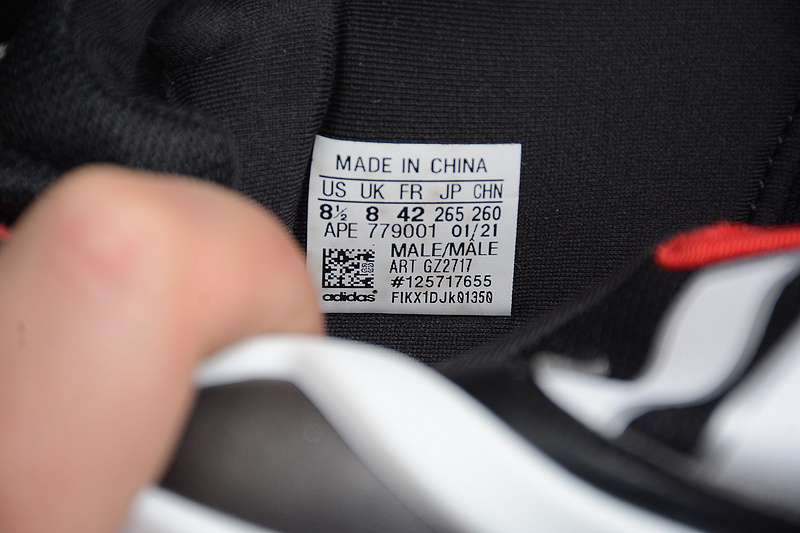 MADE IN CHINA
US UK FR JP CHN
8½ 8 42 265 260
APE 779001 01/21
MALE/MÂLE
ART GZ2717
#125717655
adidas® FIKX1DJk01350